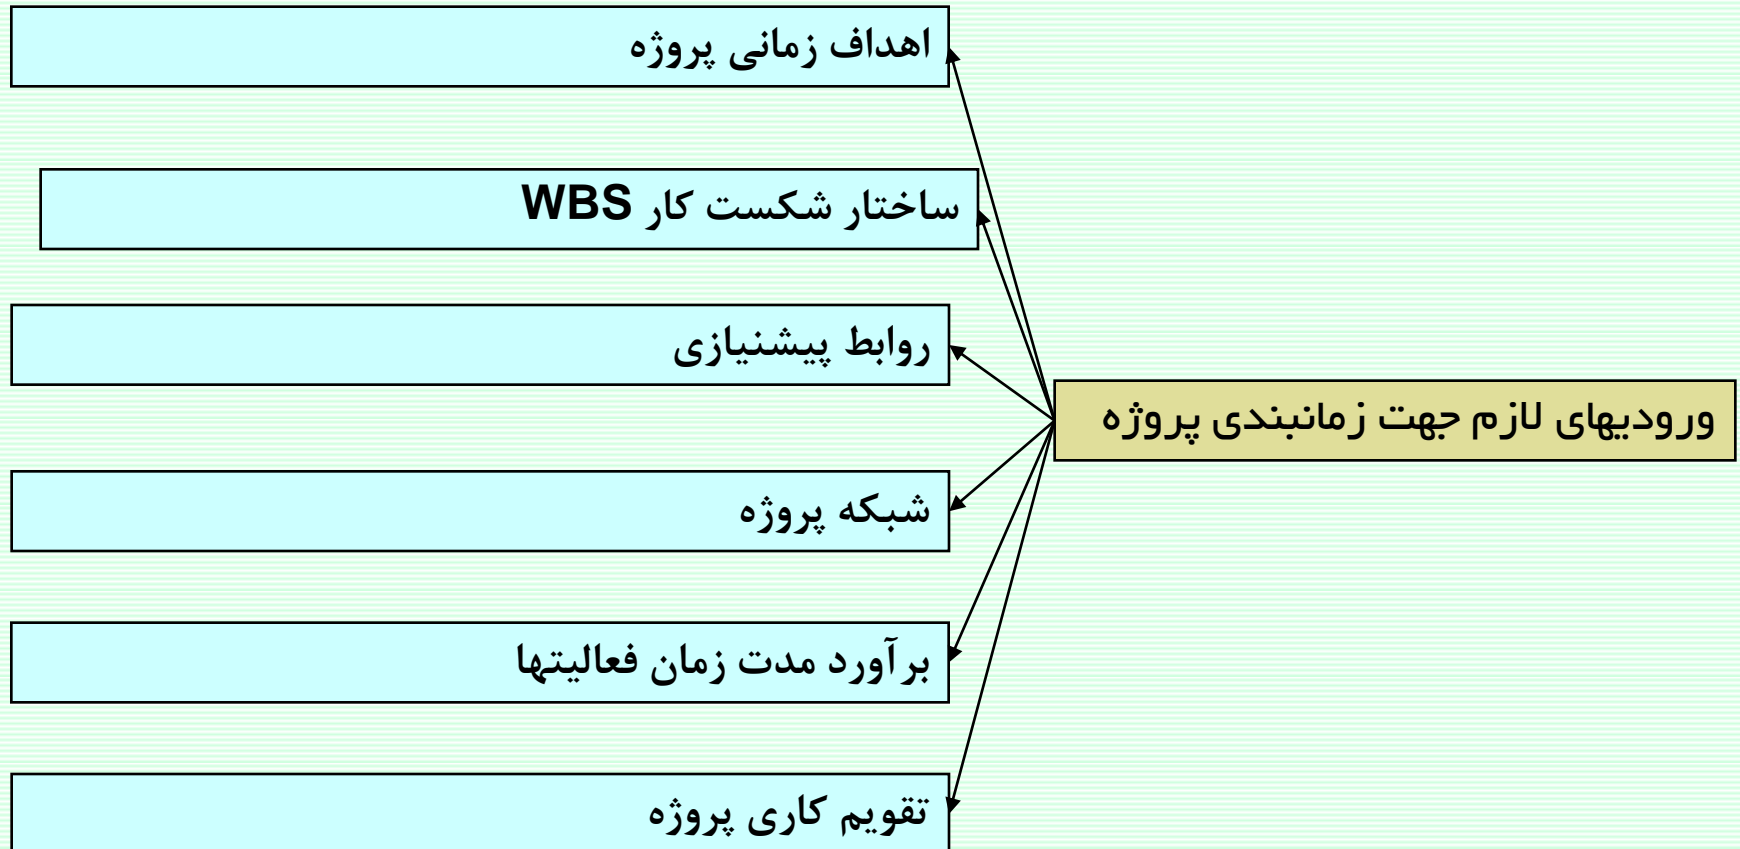 ورودیهای لازم جهت زمانبندی پروژه
اهداف زمانی پروژه
ساختار شکست کار WBS
روابط پیشنیازی
شبکه پروژه
برآورد مدت زمان فعالیتها
تقویم کاری پروژه